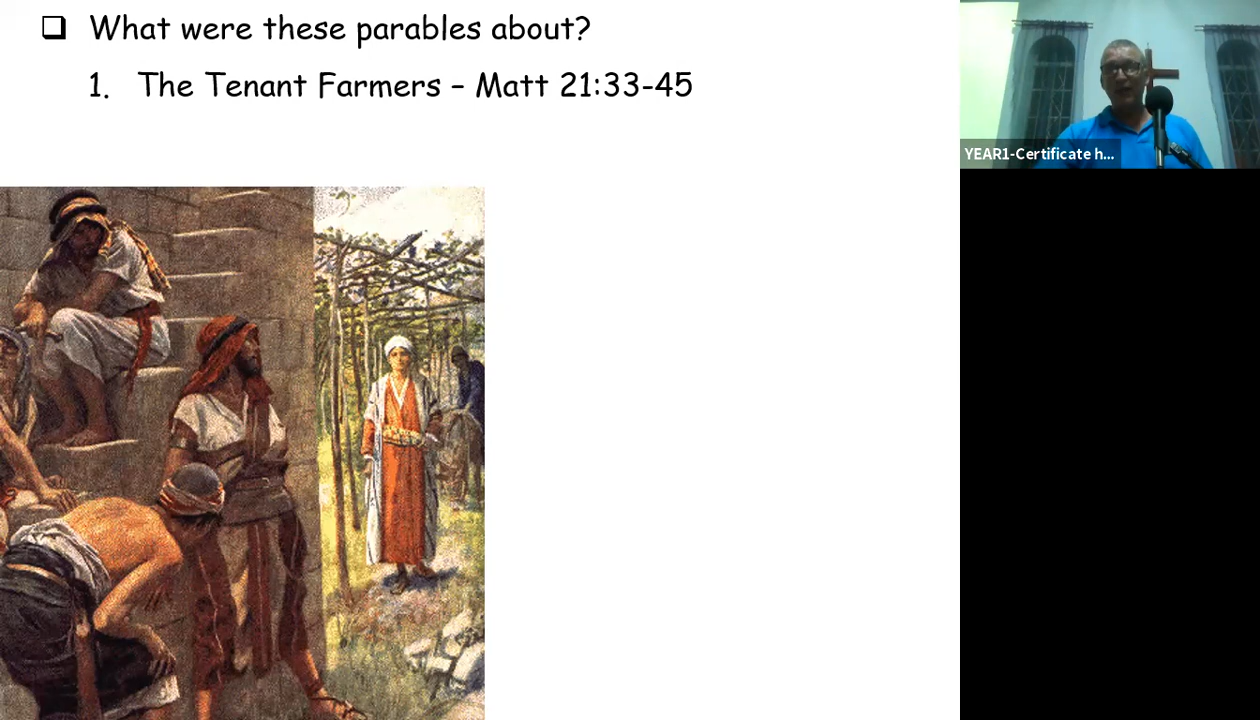 ❑ What were these parables about?
1. The Tenant Farmers – Matt 21:33-45
YEAR1-Certificate h...